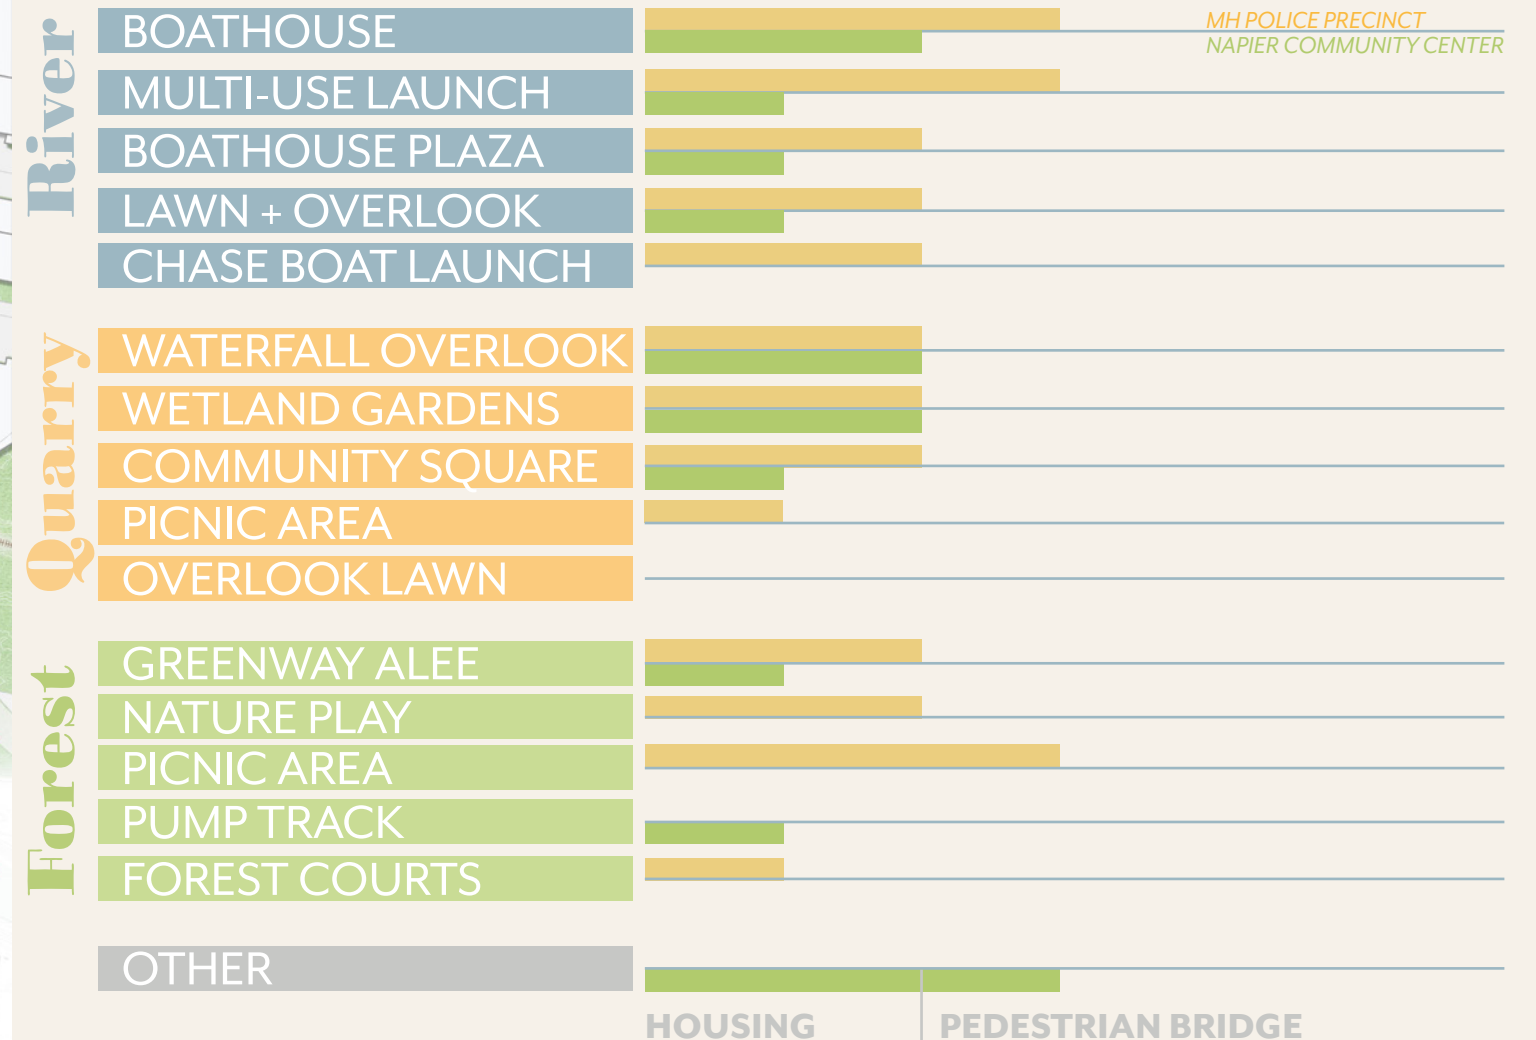 River
BOATHOUSE
MH POLICE PRECINCT
NAPIER COMMUNITY CENTER
MULTI-USE LAUNCH
BOATHOUSE PLAZA
LAWN + OVERLOOK
CHASE BOAT LAUNCH
Quarry
WATERFALL OVERLOOK
WETLAND GARDENS
COMMUNITY SQUARE
PICNIC AREA
OVERLOOK LAWN
Forest
GREENWAY ALEE
NATURE PLAY
PICNIC AREA
PUMP TRACK
FOREST COURTS
OTHER
HOUSING
PEDESTRIAN BRIDGE